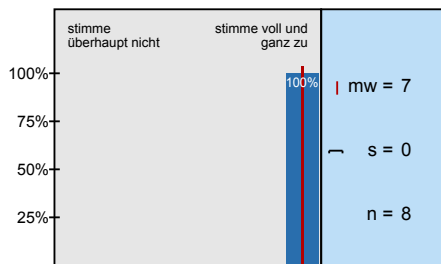 stimme
überhaupt nicht
stimme voll und
ganz zu
100%
75%
50%
25%
100%
mw = 7
s = 0
n = 8